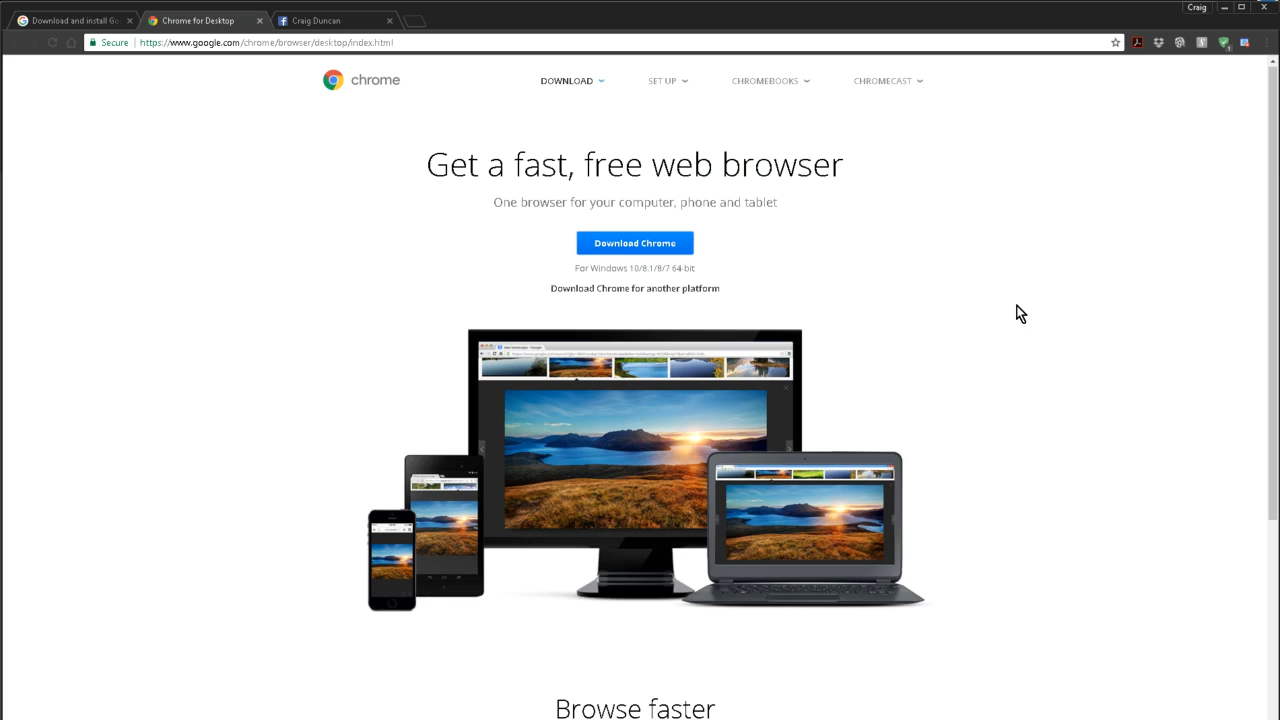 Craig
Download and install Go
Chrome for Desktop
Craig Duncan
Secure
https://www.google.com/chrome/browser/desktop/index.html
chrome
DOWNLOAD
SET UP
CHROMEBOOKS
CHROMECAST
Get a fast, free web browser
One browser for your computer, phone and tablet
Download Chrome
For Windows 10/8.1/8/7 64-bit
Download Chrome for another platform
Browse faster